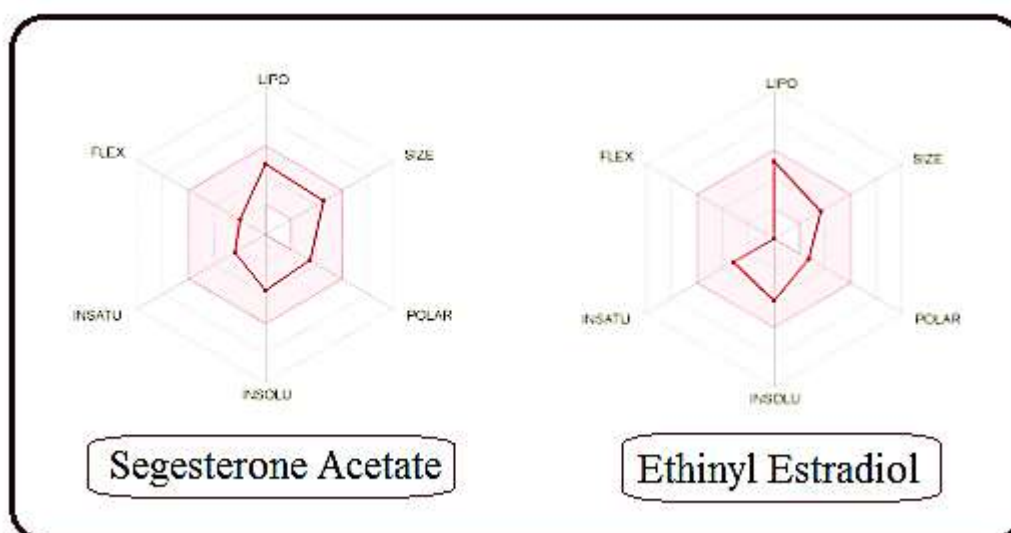 LIPO
FLEX
SIZE
INSATU
POLAR
INSOLU
Segesterone Acetate
LIPO
FLEX
SIZE
INSATU
POLAR
INSOLU
Ethinyl Estradiol